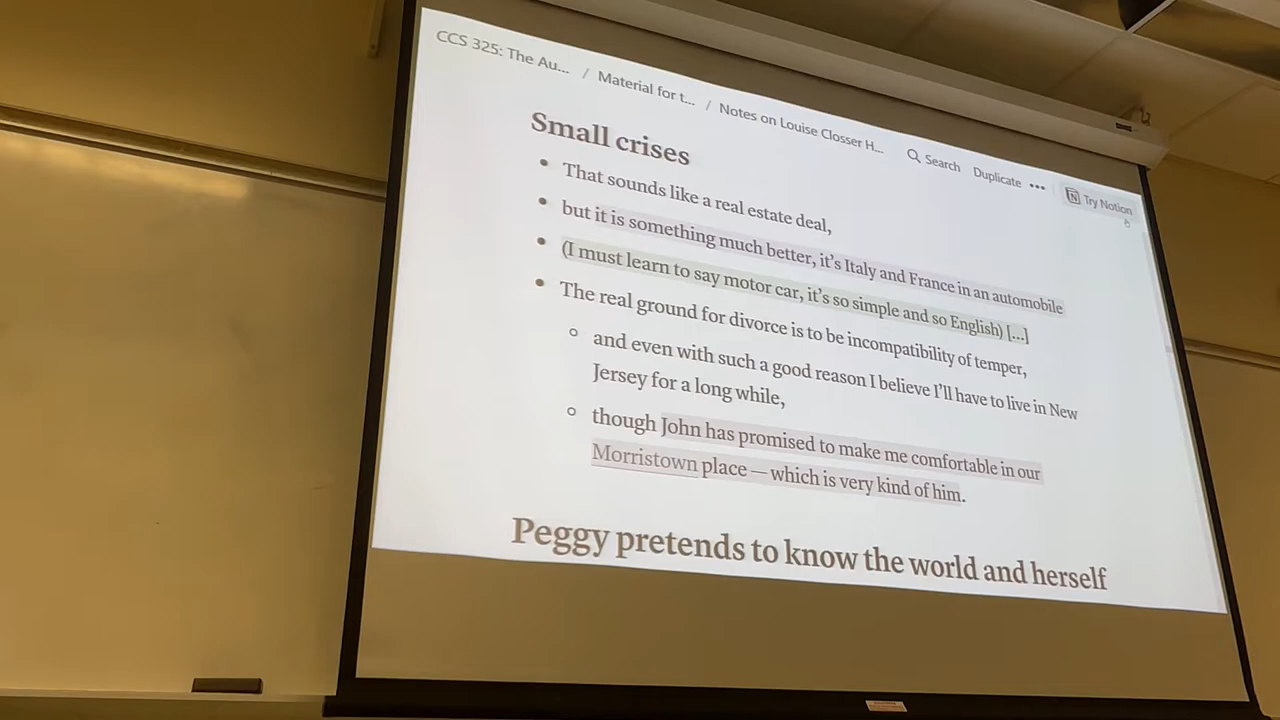 CCS 325: The Au... / Material for t... / Notes on Louise Closser H... Search Duplicate ••• Try Notion
Small crises
• That sounds like a real estate deal,
• but it is something much better, it's Italy and France in an automobile
• (I must learn to say motor car, it's so simple and so English) [...]
• The real ground for divorce is to be incompatibility of temper,
○ and even with such a good reason I believe I'll have to live in New
Jersey for a long while,
○ though John has promised to make me comfortable in our
Morristown place — which is very kind of him.
Peggy pretends to know the world and herself